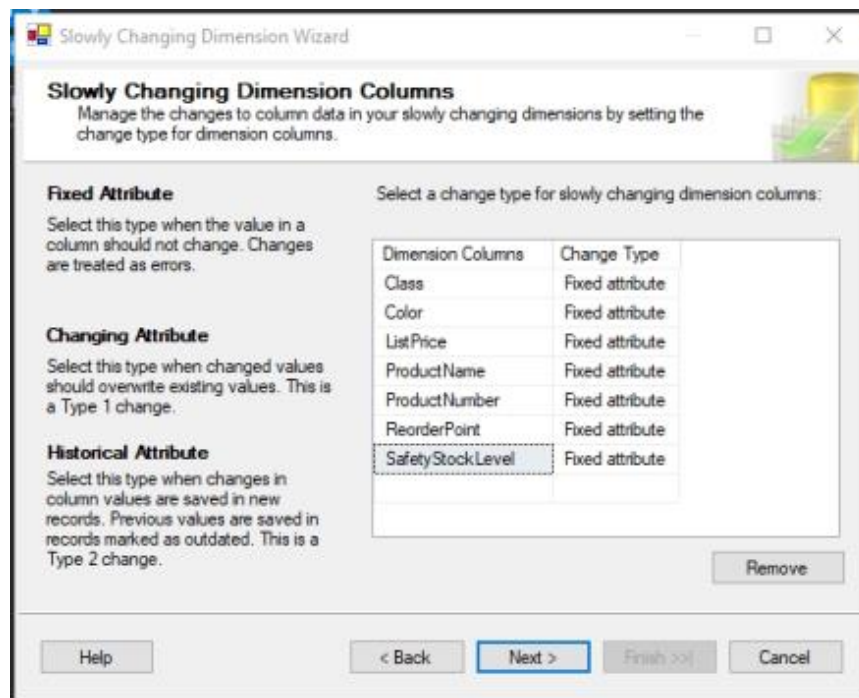 Slowly Changing Dimension Wizard
Slowly Changing Dimension Columns
Manage the changes to column data in your slowly changing dimensions by setting the
change type for dimension columns.
Fixed Attribute
Select this type when the value in a
column should not change. Changes
are treated as errors.
Changing Attribute
Select this type when changed values
should overwrite existing values. This is
a Type 1 change.
Historical Attribute
Select this type when changes in
column values are saved in new
records. Previous values are saved in
records marked as outdated. This is a
Type 2 change.
Select a change type for slowly changing dimension columns:
Dimension Columns Change Type
Class Fixed attribute
Color Fixed attribute
ListPrice Fixed attribute
ProductName Fixed attribute
ProductNumber Fixed attribute
ReorderPoint Fixed attribute
SafetyStockLevel Fixed attribute
Remove
Help < Back Next > Finish >>| Cancel